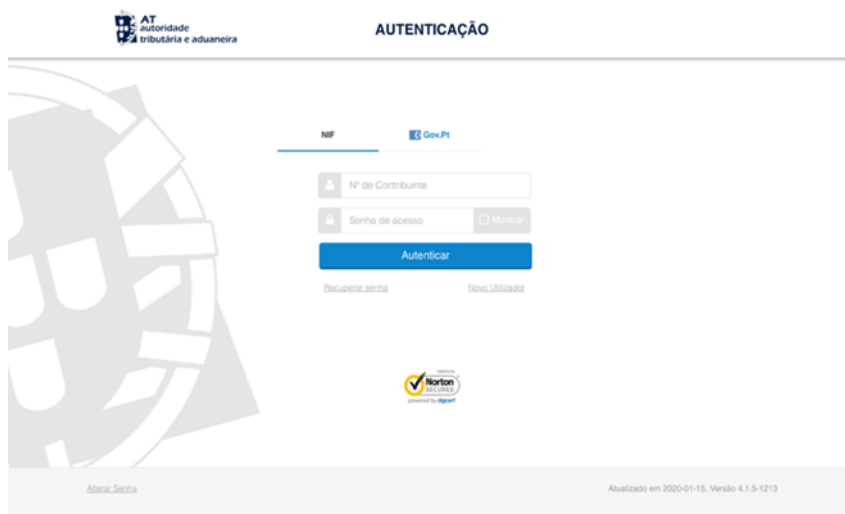 AT
autoridade
tributária e aduaneira
AUTENTICAÇÃO
NIF
Gov.Pt
N° de Contribuinte
Senha de acesso
Mostrar
Autenticar
Recuperar senha
Novo Utilizador
Norton
SECURED
powered by digicert
Alterar Senha
Atualizado em 2020-01-15. Versão 4.1.5-1213